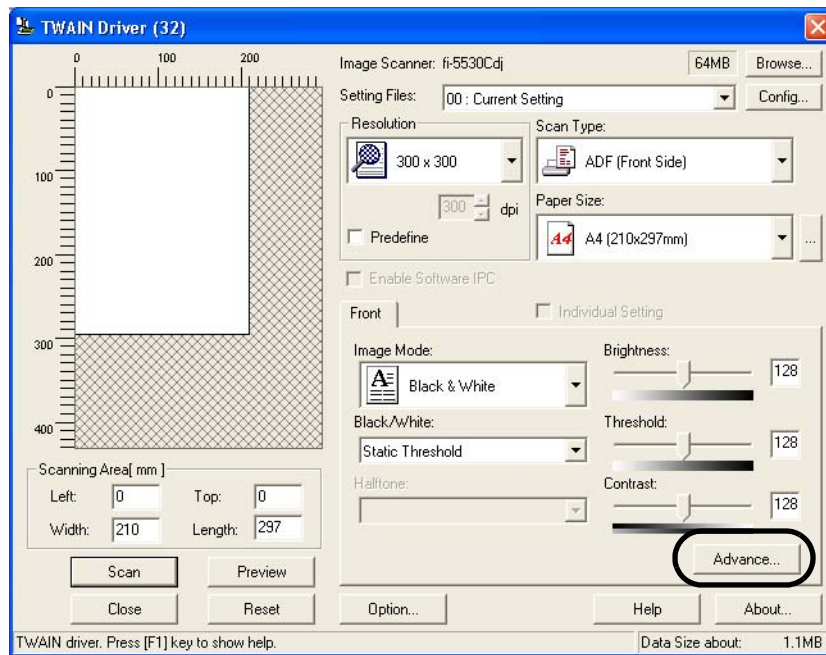 TWAIN Driver (32)
0 100 200
0
100
200
300
400
Scanning Area[ mm ]
Left: 0 Top: 0
Width: 210 Length: 297
Scan Preview
Close Reset
Image Scanner: fi-5530Cdj 64MB Browse...
Setting Files: 00 : Current Setting Config...
Resolution
300 x 300
300 dpi
Predefine
Scan Type:
ADF (Front Side)
Paper Size:
A4 A4 (210x297mm) ...
Enable Software IPC
Front Individual Setting
Image Mode:
A Black & White
Black/White:
Static Threshold
Halftone:
Brightness:
128
Threshold:
128
Contrast:
128
Advance...
Option... Help About...
TWAIN driver. Press [F1] key to show help. Data Size about: 1.1MB